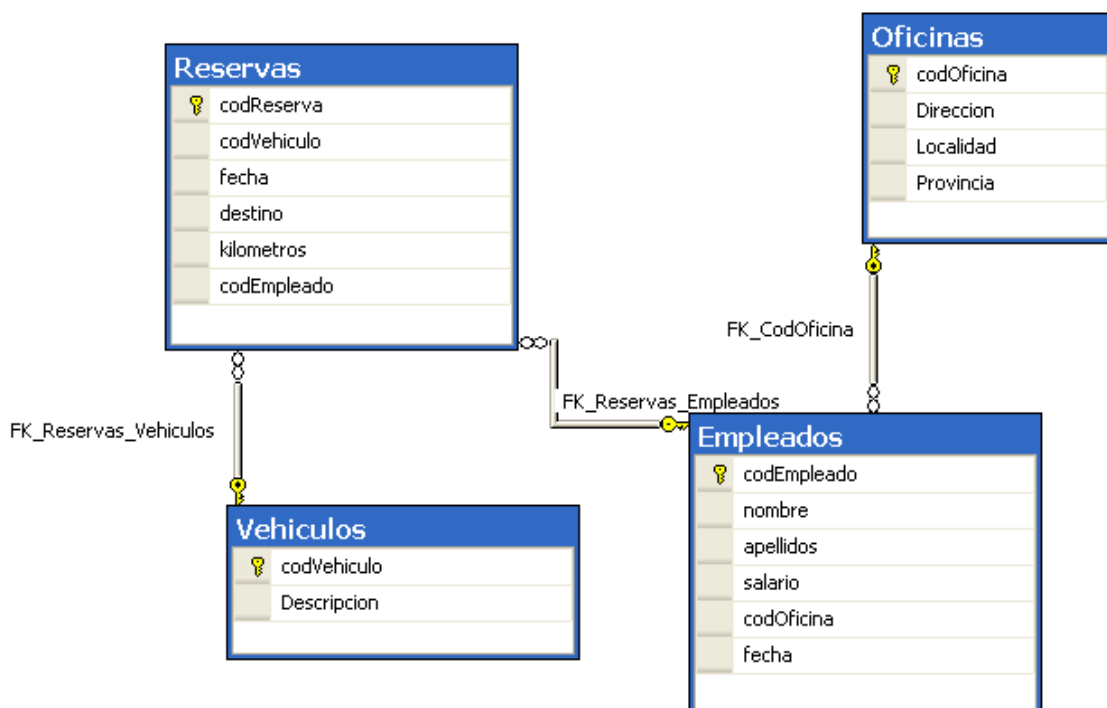 Reservas
codReserva
codVehiculo
fecha
destino
kilometros
codEmpleado
Oficinas
codOficina
Direccion
Localidad
Provincia
FK_CodOficina
FK_Reservas_Empleados
FK_Reservas_Vehiculos
Vehiculos
codVehiculo
Descripcion
Empleados
codEmpleado
nombre
apellidos
salario
codOficina
fecha